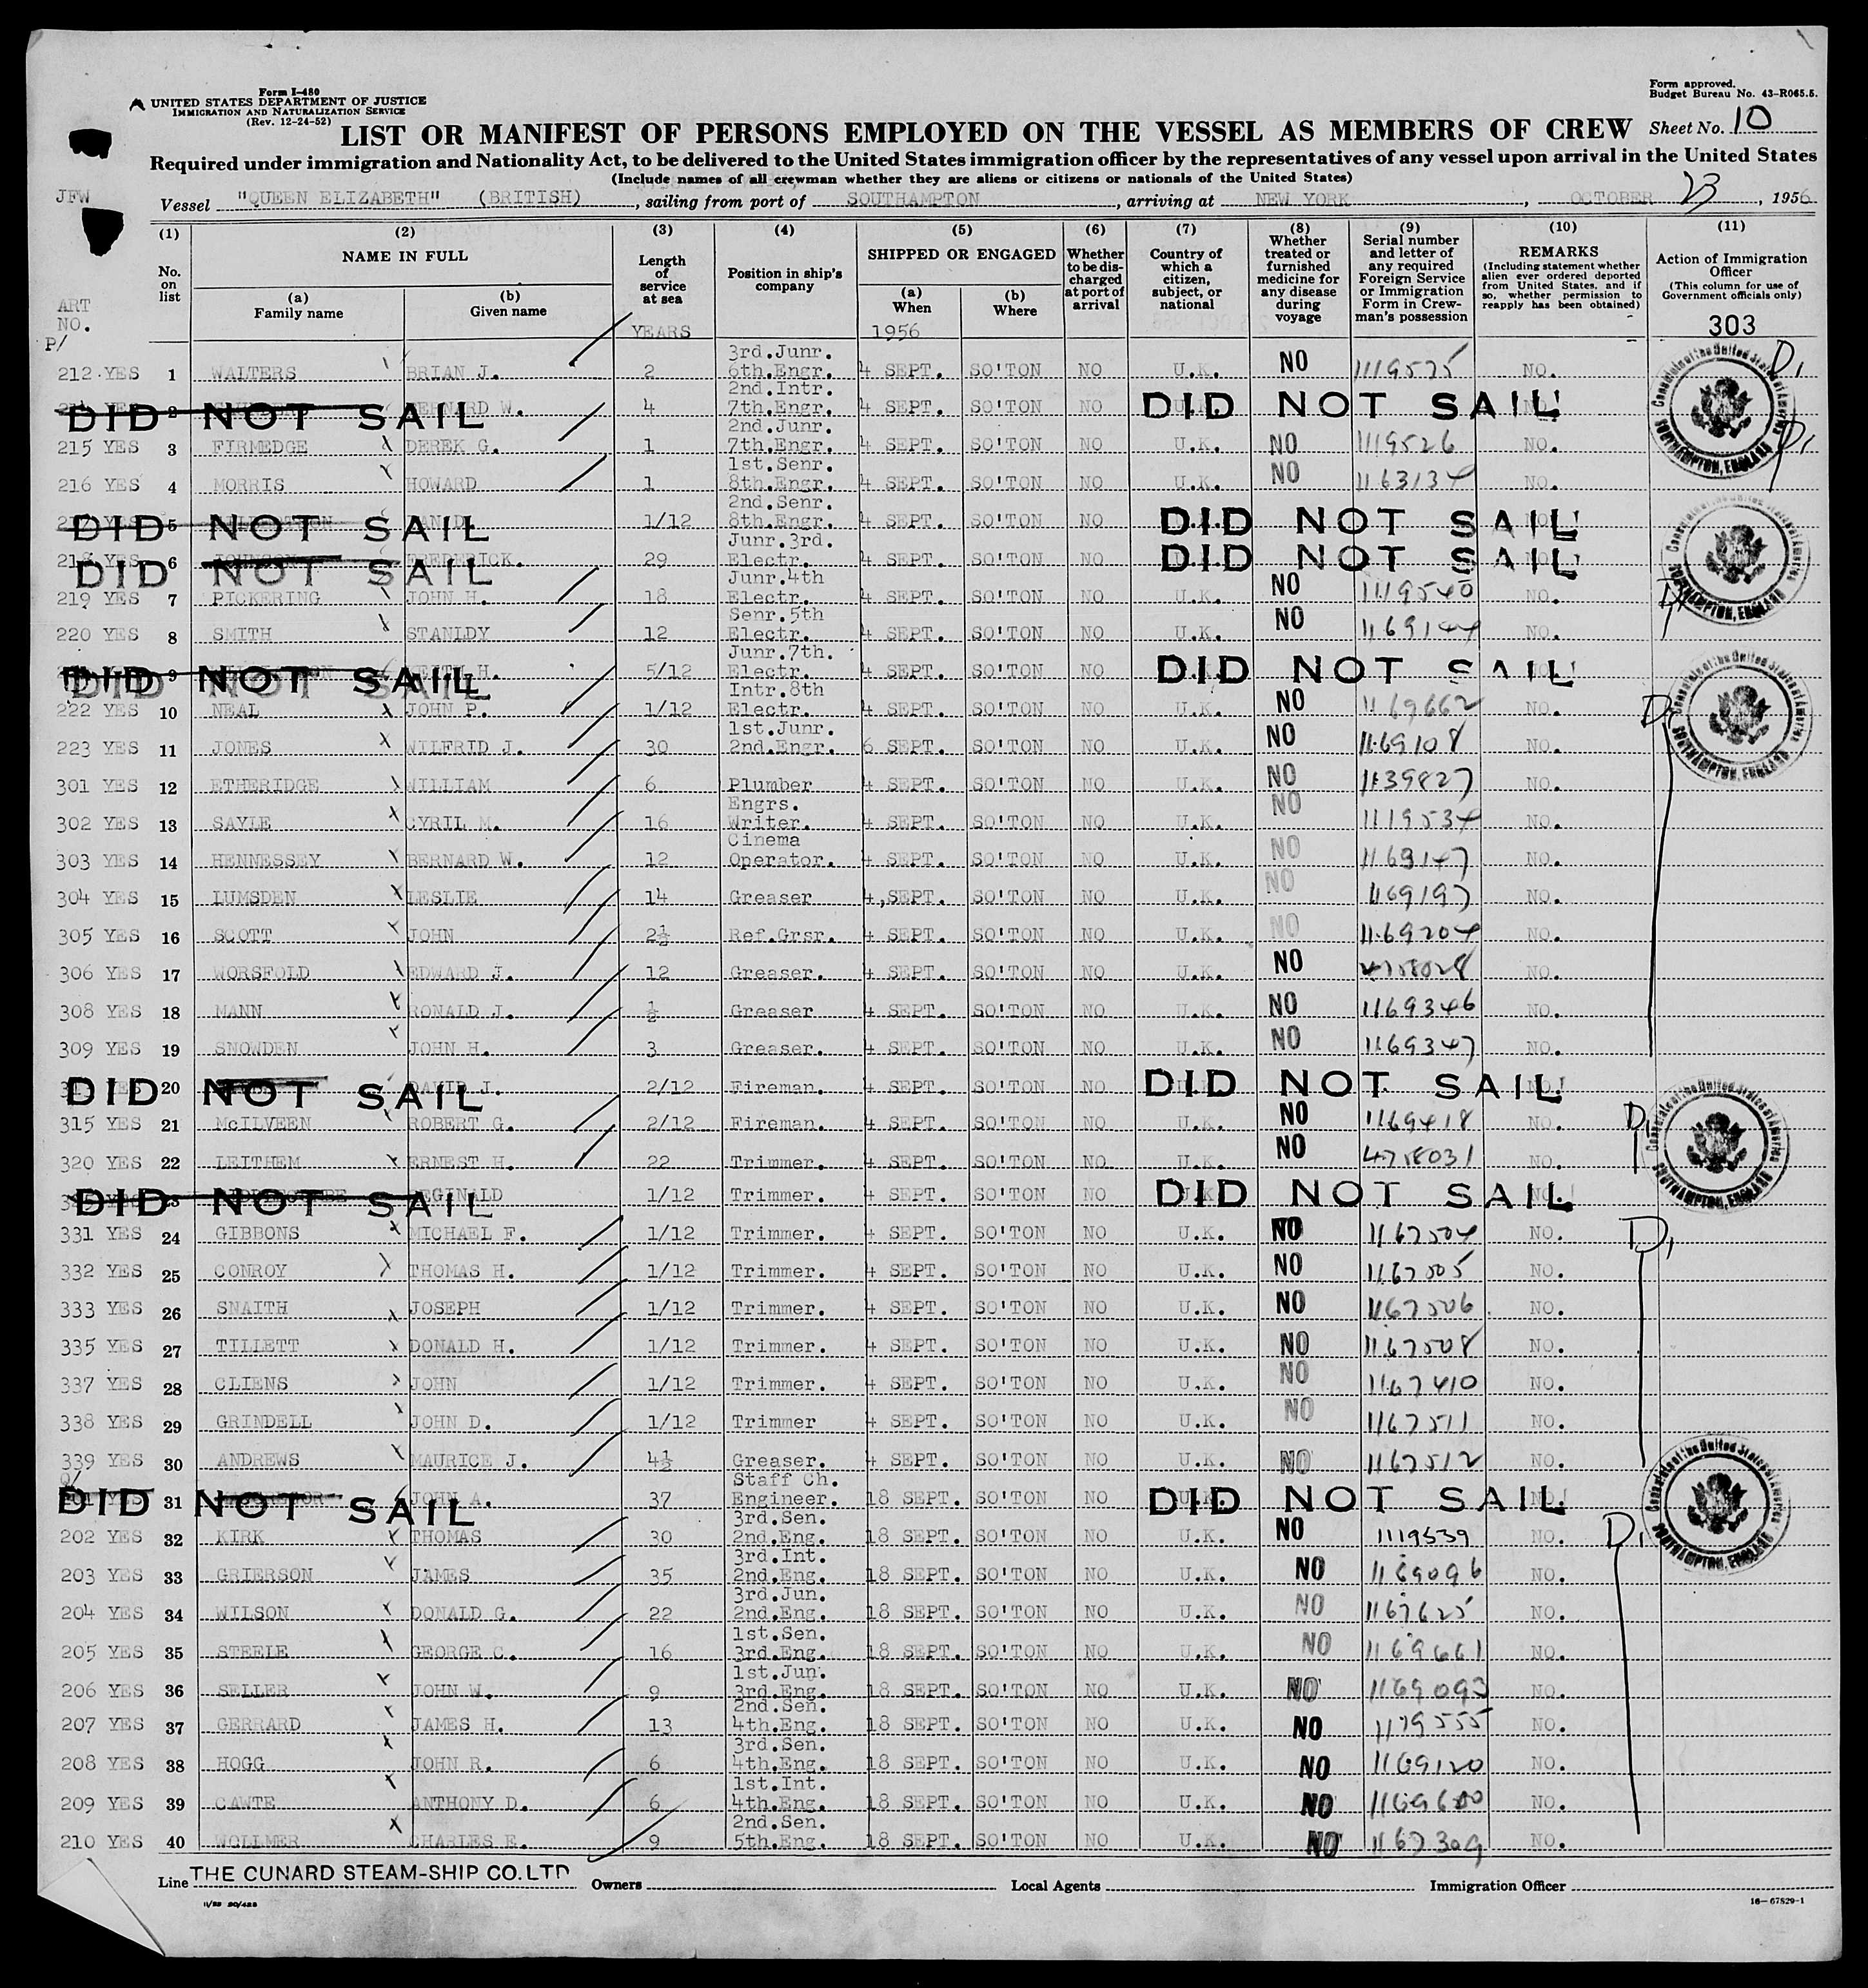 Form I-480
UNITED STATES DEPARTMENT OF JUSTICE
IMMIGRATION AND NATURALIZATION SERVICE
(Rev. 12-24-52)
Form approved.
Budget Bureau No. 43-R065.5.
LIST OR MANIFEST OF PERSONS EMPLOYED ON THE VESSEL AS MEMBERS OF CREW
Sheet No. 10
Required under immigration and Nationality Act, to be delivered to the United States immigration officer by the representatives of any vessel upon arrival in the United States
(Include names of all crewman whether they are aliens or citizens or nationals of the United States)
JFW
Vessel "QUEEN ELIZABETH" (BRITISH), sailing from port of SOUTHAMPTON, arriving at NEW YORK, OCTOBER 23, 1956
(1) No. on list
(2) NAME IN FULL
(a) Family name
(b) Given name
(3) Length of service at sea
(4) Position in ship's company
(5) SHIPPED OR ENGAGED
(a) When
(b) Where
(6) Whether to be discharged at port of arrival
(7) Country of which a citizen, subject, or national
(8) Whether treated or furnished medicine for any disease during voyage
(9) Serial number and letter of any required Foreign Service or Immigration Form in Crewman's possession
(10) REMARKS (Including statement whether alien ever ordered deported from United States, and if so, whether permission to reapply has been obtained)
(11) Action of Immigration Officer (This column for use of Government officials only)
ART NO.
P/
YEARS 1956 303
212 YES 1 WALTERS BRIAN J. 2 3rd.Junr. 6th.Engr. 4 SEPT. SO'TON NO U.K. NO 1119575 NO.
DID NOT SAIL 2 BERNARD W. 4 2nd.Intr. 7th.Engr. 4 SEPT. SO'TON NO DID NOT SAIL
215 YES 3 FIRMEDGE DEREK G. 1 2nd.Junr. 7th.Engr. 4 SEPT. SO'TON NO U.K. NO 1119526 NO.
216 YES 4 MORRIS HOWARD 1 1st.Senr. 8th.Engr. 4 SEPT. SO'TON NO U.K. NO 1163134 NO.
DID NOT SAIL 5 1/12 2nd.Senr. 8th.Engr. 4 SEPT. SO'TON NO DID NOT SAIL
218 YES DID NOT SAIL 6 JOHNSON FREDERICK. 29 Junr.3rd. Electr. 4 SEPT. SO'TON NO DID NOT SAIL
219 YES 7 PICKERING JOHN H. 18 Junr.4th Electr. 4 SEPT. SO'TON NO U.K. NO 1119540 NO.
220 YES 8 SMITH STANLDY 12 Senr.5th Electr. 4 SEPT. SO'TON NO U.K. NO 1169144 NO.
DID NOT SAIL 9 KEITH H. 5/12 Junr.7th. Electr. 4 SEPT. SO'TON NO DID NOT SAIL
222 YES 10 NEAL JOHN P. 1/12 Intr.8th Electr. 4 SEPT. SO'TON NO U.K. NO 1169662 NO.
223 YES 11 JONES WILFRID J. 30 1st.Junr. 2nd.Engr. 6 SEPT. SO'TON NO U.K. NO 1169108 NO.
301 YES 12 ETHERIDGE WILLIAM 6 Plumber 4 SEPT. SO'TON NO U.K. NO 1139827 NO.
302 YES 13 SAYLE CYRIL M. 16 Engrs. Writer. 4 SEPT. SO'TON NO U.K. NO 1119534 NO.
303 YES 14 HENNESSEY BERNARD W. 12 Cinema Operator. 4 SEPT. SO'TON NO U.K. NO 1163147 NO.
304 YES 15 LUMSDEN LESLIE 14 Greaser 4,SEPT. SO'TON NO U.K. NO 1169197 NO.
305 YES 16 SCOTT JOHN 2½ Ref.Grsr. 4 SEPT. SO'TON NO U.K. NO 1169204 NO.
306 YES 17 WORSFOLD EDWARD J. 12 Greaser. 4 SEPT. SO'TON NO U.K. NO 4758028 NO.
308 YES 18 MANN RONALD J. ½ Greaser 4 SEPT. SO'TON NO U.K. NO 1169346 NO.
309 YES 19 SNOWDEN JOHN H. 3 Greaser. 4 SEPT. SO'TON NO U.K. NO 1169347 NO.
DID NOT SAIL 20 DAVID J. 2/12 Fireman. 4 SEPT. SO'TON NO DID NOT SAIL
315 YES 21 McILVEEN ROBERT G. 2/12 Fireman. 4 SEPT. SO'TON NO U.K. NO 1169418 NO.
320 YES 22 LEITHEM ERNEST H. 22 Trimmer. 4 SEPT. SO'TON NO U.K. NO 4758031 NO.
DID NOT SAIL 23 REGINALD 1/12 Trimmer. 4 SEPT. SO'TON NO DID NOT SAIL
331 YES 24 GIBBONS MICHAEL F. 1/12 Trimmer. 4 SEPT. SO'TON NO U.K. NO 1167504 NO.
332 YES 25 CONROY THOMAS H. 1/12 Trimmer. 4 SEPT. SO'TON NO U.K. NO 1167505 NO.
333 YES 26 SNAITH JOSEPH 1/12 Trimmer. 4 SEPT. SO'TON NO U.K. NO 1167506 NO.
335 YES 27 TILLETT DONALD H. 1/12 Trimmer. 4 SEPT. SO'TON NO U.K. NO 1167508 NO.
337 YES 28 CLIENS JOHN 1/12 Trimmer. 4 SEPT. SO'TON NO U.K. NO 1167410 NO.
338 YES 29 GRINDELL JOHN D. 1/12 Trimmer 4 SEPT. SO'TON NO U.K. NO 1167511 NO.
339 YES 30 ANDREWS MAURICE J. 4½ Greaser. 4 SEPT. SO'TON NO U.K. NO 1167512 NO.
DID NOT SAIL 31 JOHN A. 37 Staff Ch. Engineer. 18 SEPT. SO'TON NO DID NOT SAIL
202 YES 32 KIRK THOMAS 30 3rd.Sen. 2nd.Eng. 18 SEPT. SO'TON NO U.K. NO 1119539 NO.
203 YES 33 GRIERSON JAMES 35 3rd.Int. 2nd.Eng. 18 SEPT. SO'TON NO U.K. NO 1169096 NO.
204 YES 34 WILSON DONALD G. 22 3rd.Jun. 2nd.Eng. 18 SEPT. SO'TON NO U.K. NO 1167625 NO.
205 YES 35 STEELE GEORGE C. 16 1st.Sen. 3rd.Eng. 18 SEPT. SO'TON NO U.K. NO 1169661 NO.
206 YES 36 SELLER JOHN W. 9 1st.Jun. 3rd.Eng. 18 SEPT. SO'TON NO U.K. NO 1169093 NO.
207 YES 37 GERRARD JAMES H. 13 2nd.Sen. 4th.Eng. 18 SEPT. SO'TON NO U.K. NO 1179555 NO.
208 YES 38 HOGG JOHN R. 6 3rd.Sen. 4th.Eng. 18 SEPT. SO'TON NO U.K. NO 1169120 NO.
209 YES 39 CAWTE ANTHONY D. 6 1st.Int. 4th.Eng. 18 SEPT. SO'TON NO U.K. NO NO.
210 YES 40 WOLLMER CHARLES E. 9 2nd.Sen. 5th.Eng. 18 SEPT. SO'TON NO U.K. NO 1167309 NO.
Line THE CUNARD STEAM-SHIP CO. LTD Owners Local Agents Immigration Officer
16-67829-1